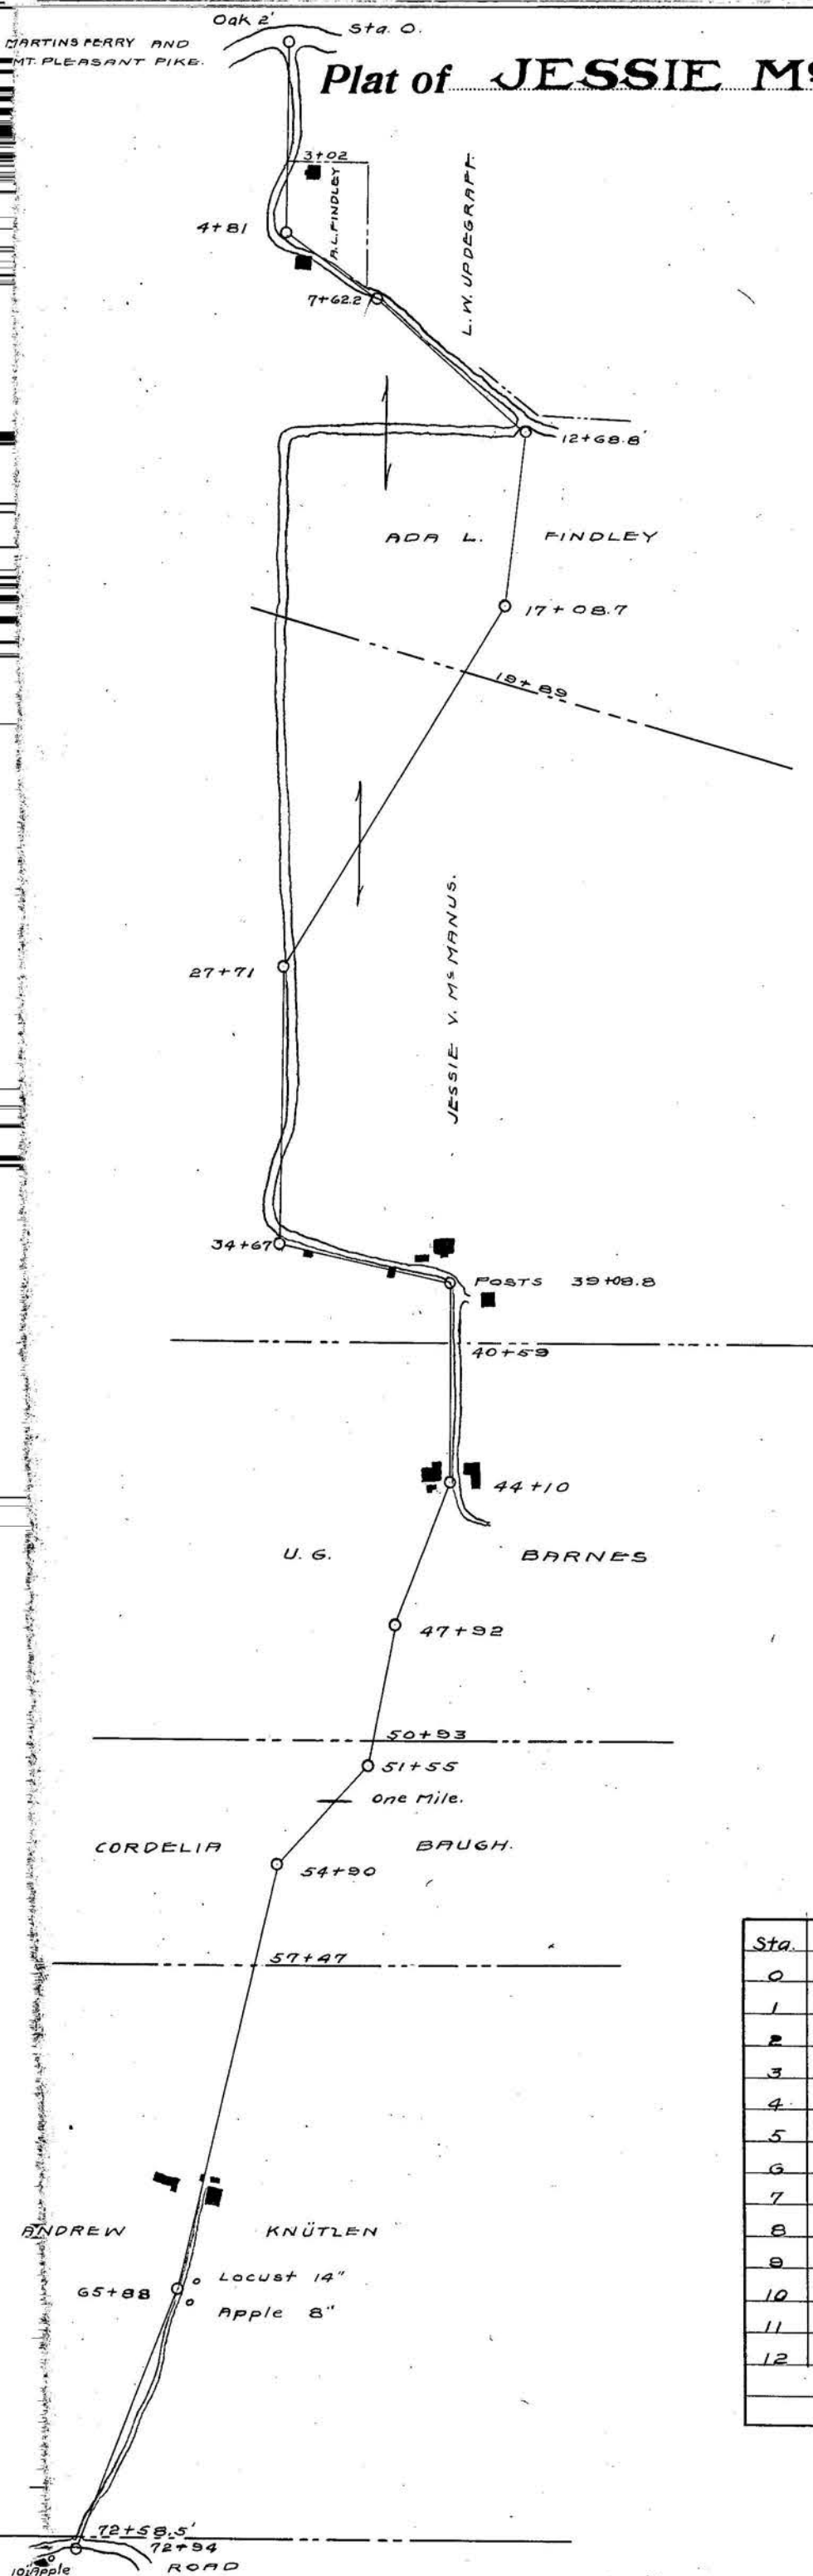 Oak 2' Sta. 0.
MARTINS FERRY AND
MT. PLEASANT PIKE.
Plat of JESSIE Mc
3+02
A.L. FINDLEY
L.W. UPDEGRAFF.
4+81
7+62.2
12+68.8'
ADA L. FINDLEY
17+08.7
19+89
JESSIE V. McMANUS.
27+71
34+67
POSTS 39+08.8
40+59
44+10
U.G. BARNES
47+92
50+93
51+55
One Mile.
CORDELIA BAUGH.
54+90
57+47
Sta.
0
1
2
3
4
5
6
7
8
9
10
11
12
ANDREW KNÜTZEN
65+88
Locust 14"
Apple 8"
72+58.5'
72+94
ROAD
10" Apple